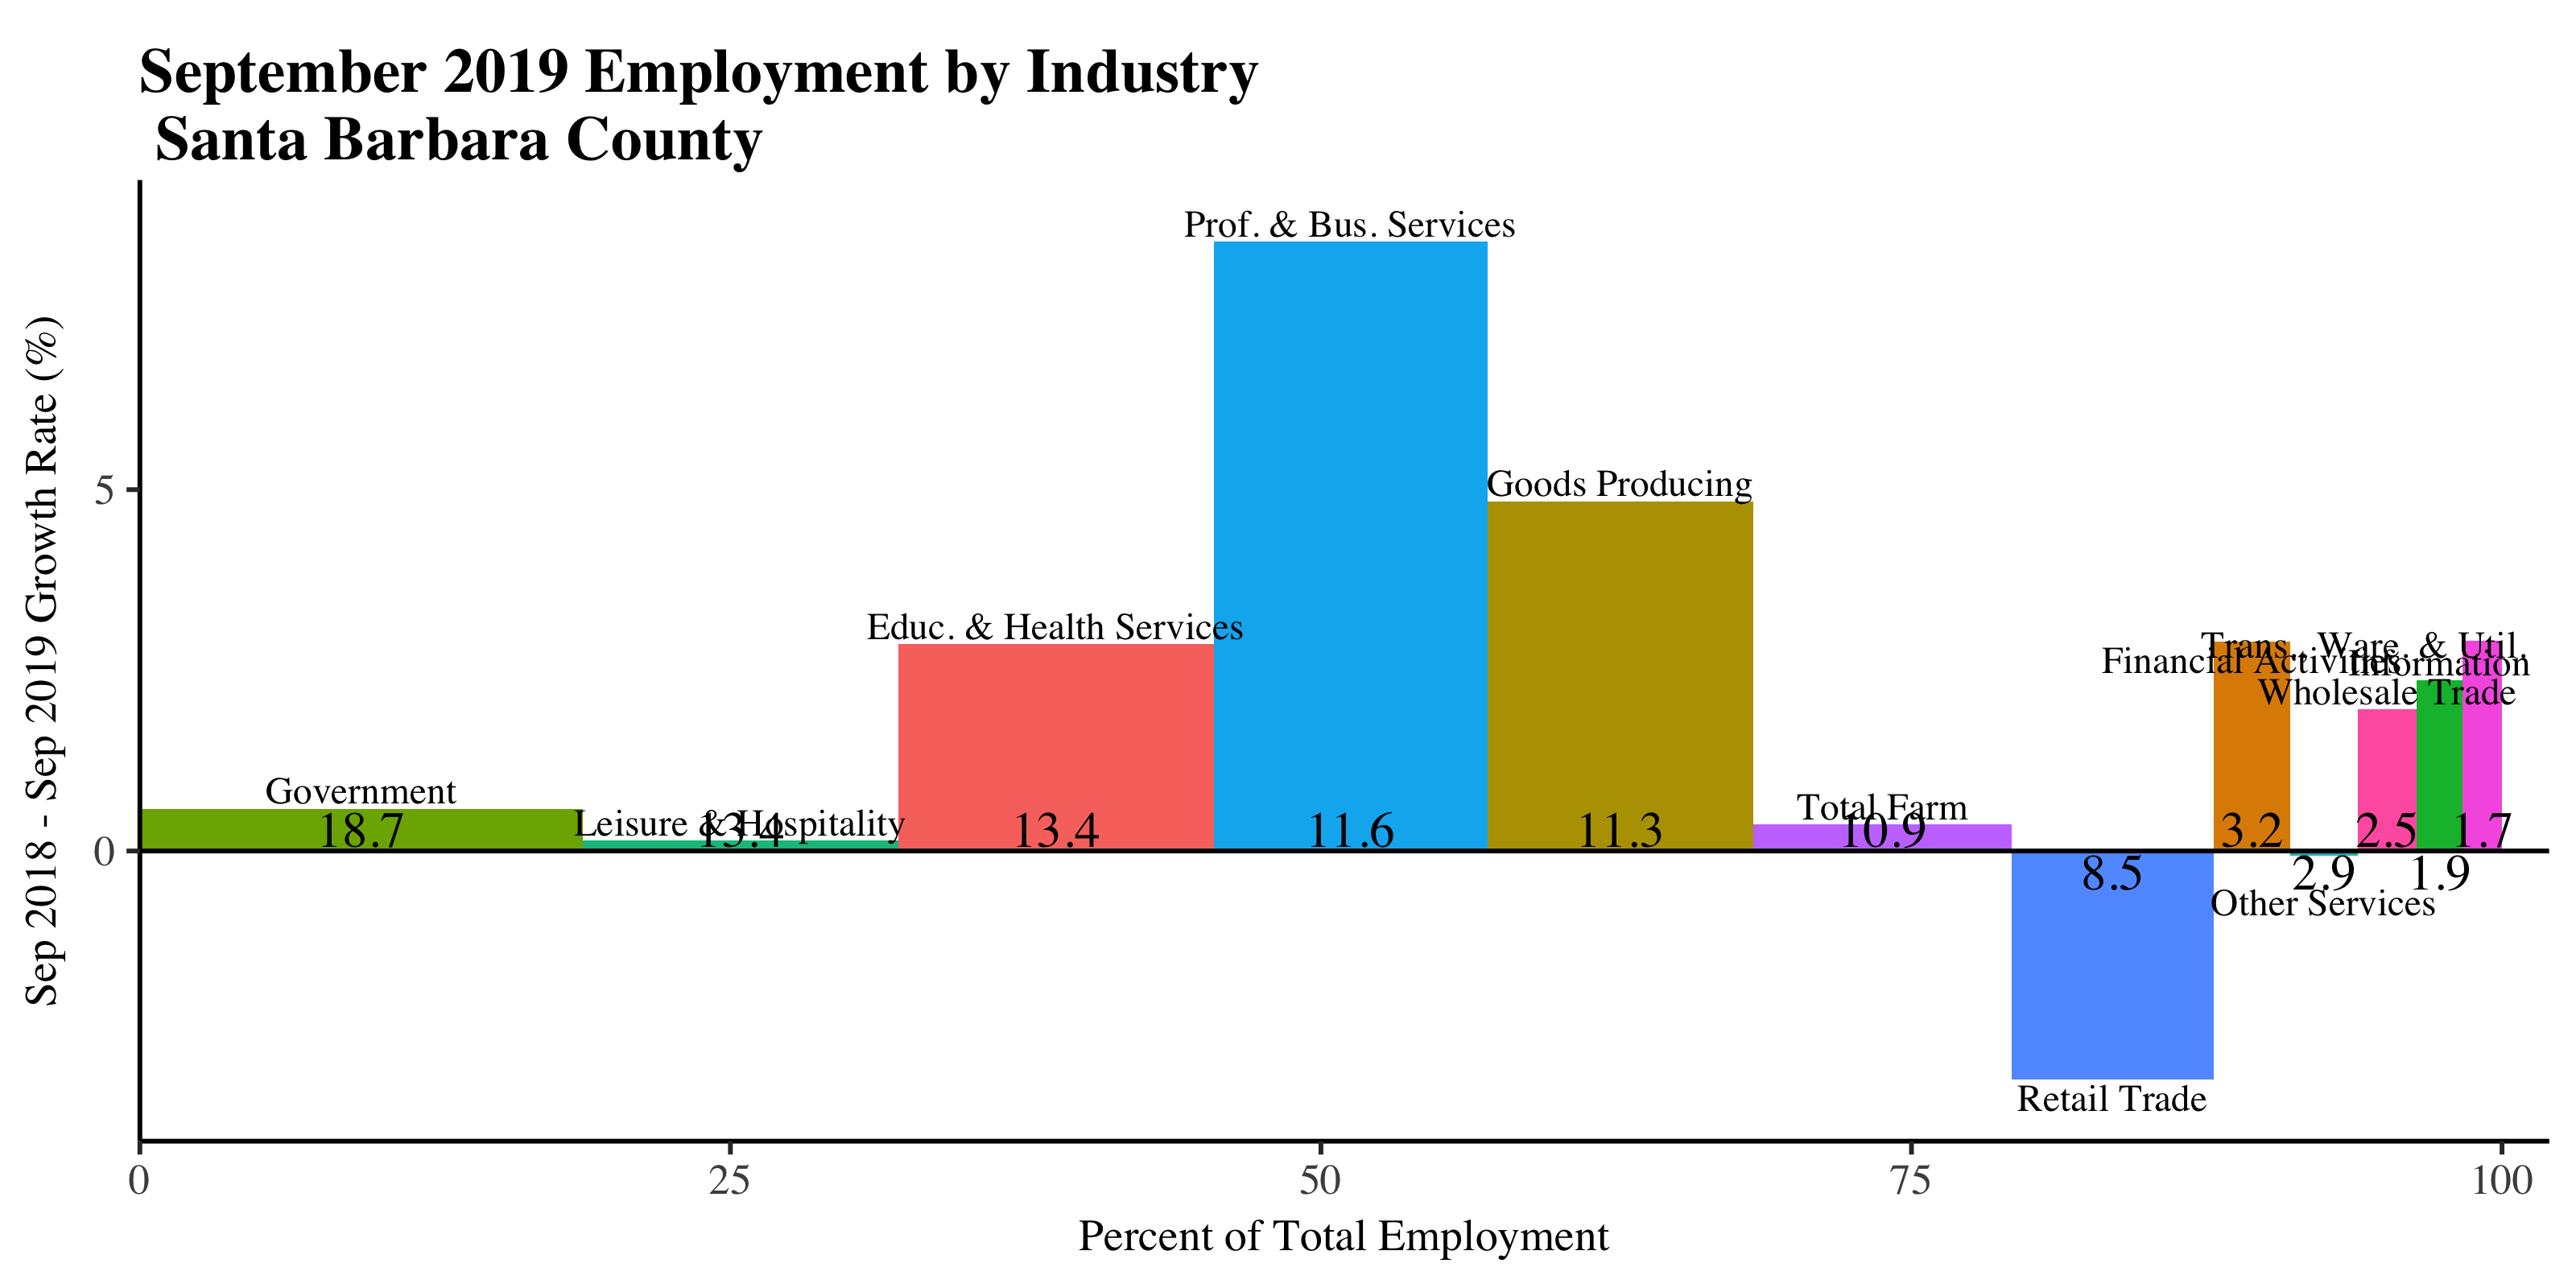 September 2019 Employment by Industry
Santa Barbara County
Sep 2018 - Sep 2019 Growth Rate (%)
5
0
Prof. & Bus. Services
Goods Producing
Educ. & Health Services
Trans., Ware. & Util.
Financial Activities
Information
Wholesale Trade
Government
Leisure & Hospitality
Total Farm
18.7
13.4
13.4
11.6
11.3
10.9
8.5
3.2
2.9
2.5
1.9
1.7
Other Services
Retail Trade
0
25
50
75
100
Percent of Total Employment